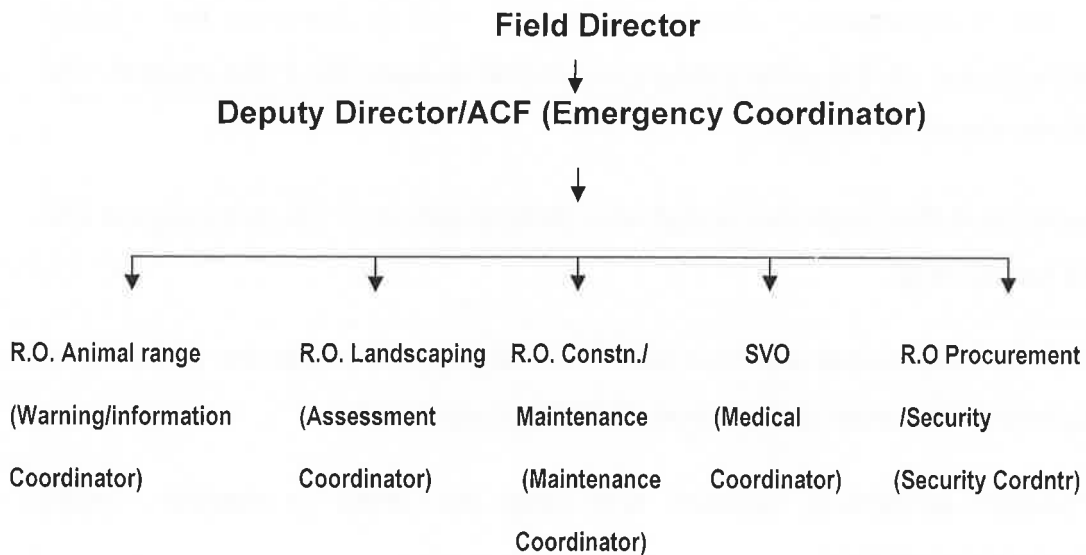 Field Director
Deputy Director/ACF (Emergency Coordinator)
R.O. Animal range
(Warning/information
Coordinator)
R.O. Landscaping
(Assessment
Coordinator)
R.O. Constn./
Maintenance
(Maintenance
Coordinator)
SVO
(Medical
Coordinator)
R.O Procurement
/Security
(Security Cordntr)